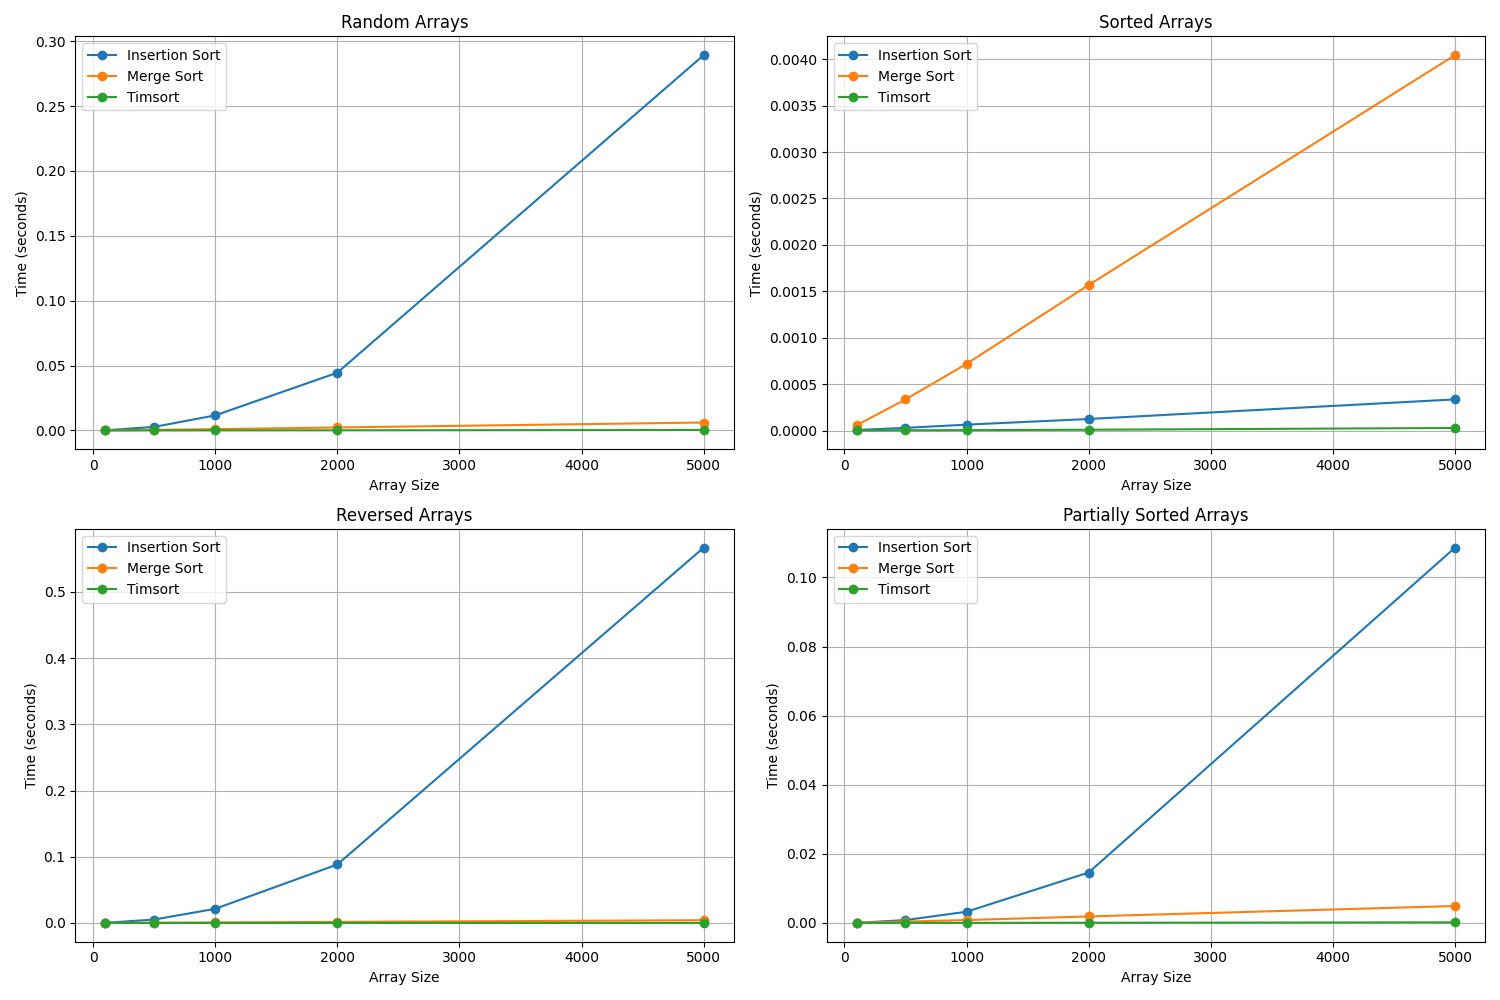 Random Arrays
Insertion Sort
Merge Sort
Timsort
0.30
0.25
0.20
0.15
0.10
0.05
0.00
Time (seconds)
0 1000 2000 3000 4000 5000
Array Size
Sorted Arrays
Insertion Sort
Merge Sort
Timsort
0.0040
0.0035
0.0030
0.0025
0.0020
0.0015
0.0010
0.0005
0.0000
Time (seconds)
0 1000 2000 3000 4000 5000
Array Size
Reversed Arrays
Insertion Sort
Merge Sort
Timsort
0.5
0.4
0.3
0.2
0.1
0.0
Time (seconds)
0 1000 2000 3000 4000 5000
Array Size
Partially Sorted Arrays
Insertion Sort
Merge Sort
Timsort
0.10
0.08
0.06
0.04
0.02
0.00
Time (seconds)
0 1000 2000 3000 4000 5000
Array Size